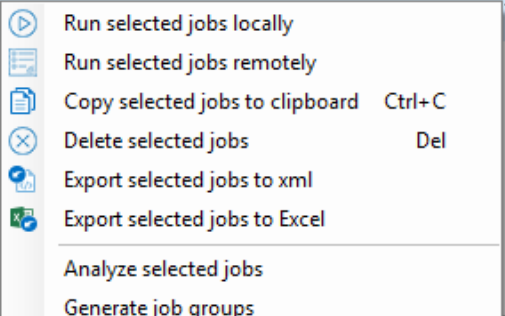 Run selected jobs locally
Run selected jobs remotely
Copy selected jobs to clipboard Ctrl+C
Delete selected jobs Del
Export selected jobs to xml
Export selected jobs to Excel
Analyze selected jobs
Generate job groups